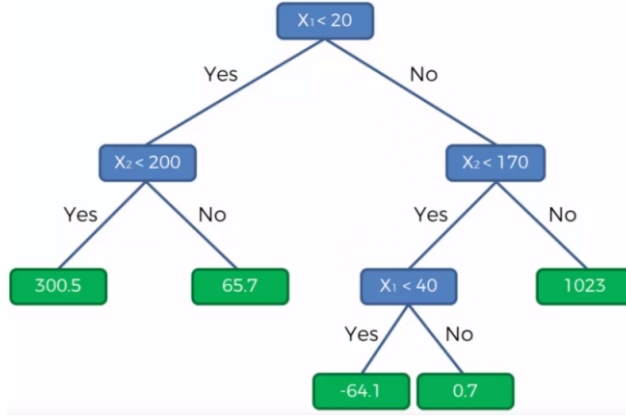 X₁ < 20
Yes
No
X₂ < 200
X₂ < 170
Yes
No
Yes
No
300.5
65.7
X₁ < 40
1023
Yes
No
-64.1
0.7